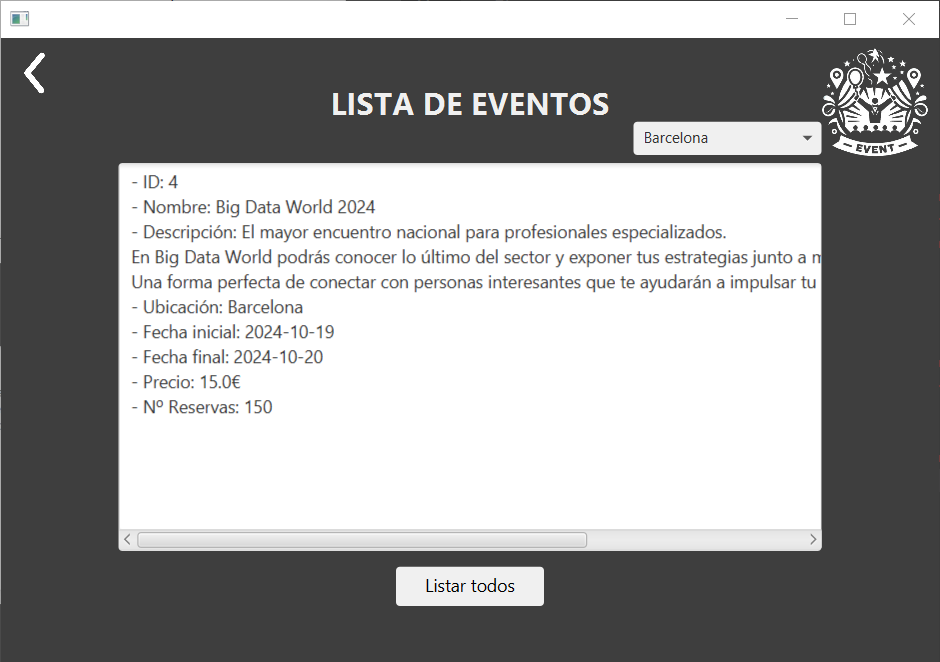 LISTA DE EVENTOS
EVENT
Barcelona
- ID: 4
- Nombre: Big Data World 2024
- Descripción: El mayor encuentro nacional para profesionales especializados.
En Big Data World podrás conocer lo último del sector y exponer tus estrategias junto a
Una forma perfecta de conectar con personas interesantes que te ayudarán a impulsar tu
- Ubicación: Barcelona
- Fecha inicial: 2024-10-19
- Fecha final: 2024-10-20
- Precio: 15.0€
- Nº Reservas: 150
Listar todos